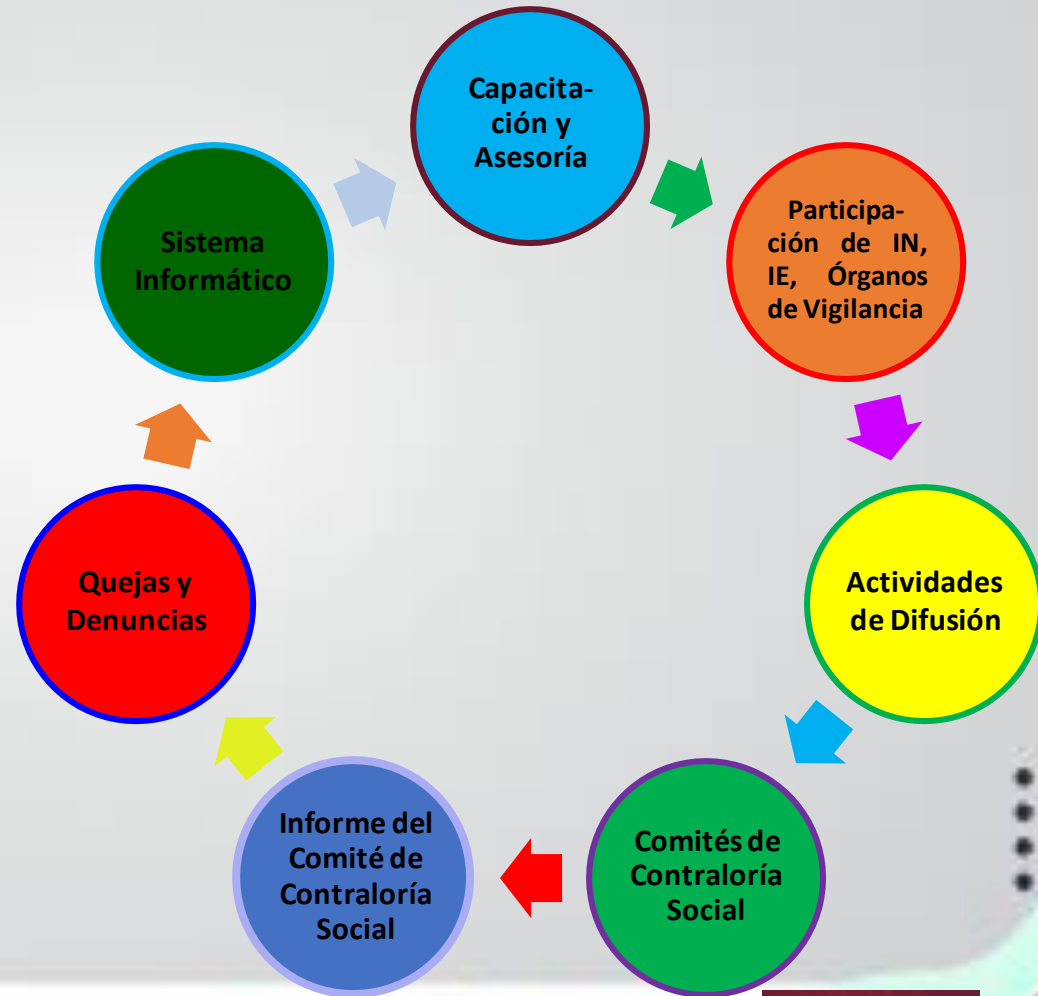 Capacita-
ción y
Asesoría
Participa-
ción de IN,
IE, Órganos
de Vigilancia
Actividades
de Difusión
Comités de
Contraloría
Social
Informe del
Comité de
Contraloría
Social
Quejas y
Denuncias
Sistema
Informático